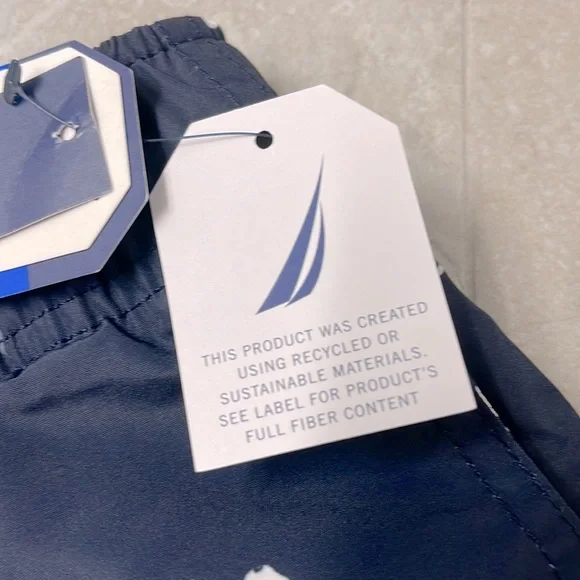 THIS PRODUCT WAS CREATED
USING RECYCLED OR
SUSTAINABLE MATERIALS.
SEE LABEL FOR PRODUCT'S
FULL FIBER CONTENT